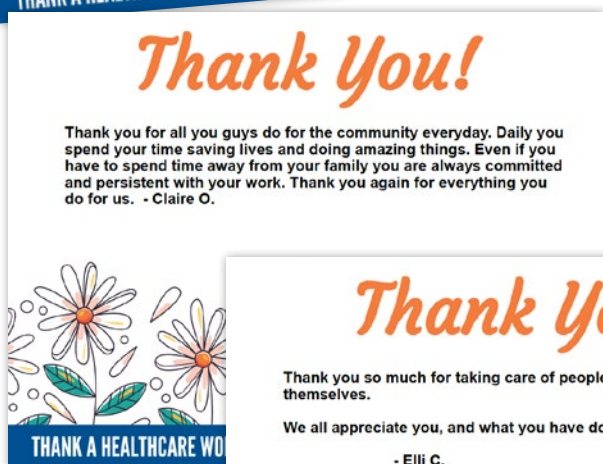 THANK A HEAL
Thank You!
Thank you for all you guys do for the community everyday. Daily you
spend your time saving lives and doing amazing things. Even if you
have to spend time away from your family you are always committed
and persistent with your work. Thank you again for everything you
do for us.  - Claire O.
THANK A HEALTHCARE WO
Thank Yo
Thank you so much for taking care of people
themselves.
We all appreciate you, and what you have do
- Elli C.